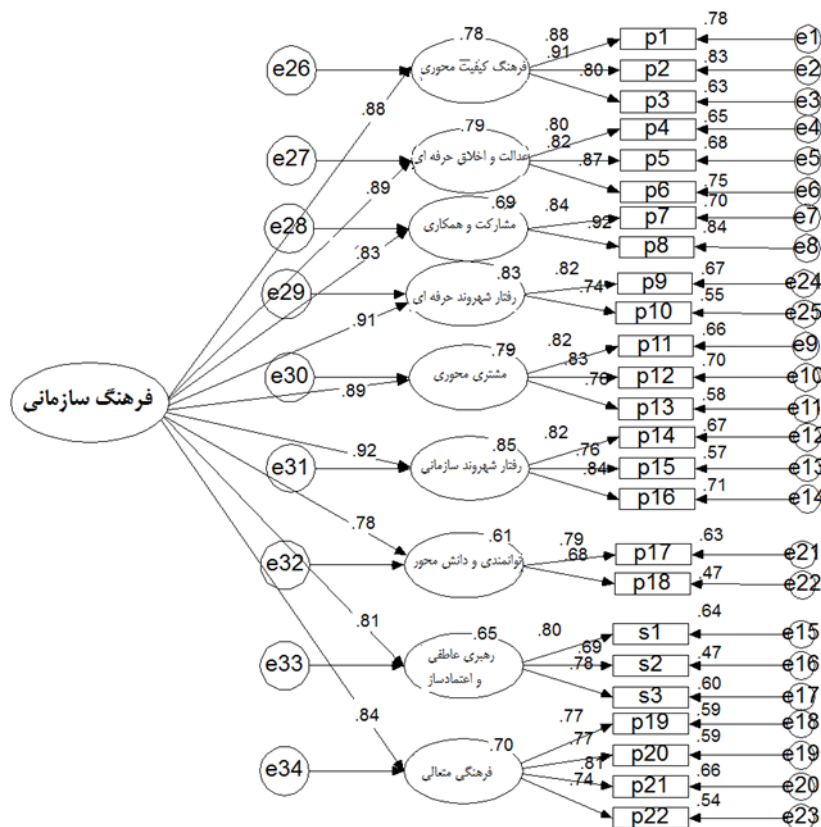 .78
.88
.78
e26
فرهنگ کیفیت محوری
.91
p1
e1
.83
.80
p2
e2
.63
p3
e3
.88
.79
.80
.65
p4
e4
e27
عدالت و اخلاق حرفه ای
.82
.68
.87
p5
e5
.75
p6
e6
.89
.69
.84
.70
p7
e7
e28
مشارکت و همکاری
.92
.84
p8
e8
.83
.83
.82
.67
p9
e24
e29
رفتار شهروند حرفه ای
.74
.55
p10
e25
.91
.79
.82
.66
p11
e9
e30
مشتری محوری
.83
.70
p12
e10
.76
.58
p13
e11
.89
فرهنگ سازمانی
.92
.85
.82
.67
p14
e12
e31
رفتار شهروند سازمانی
.76
.57
p15
e13
.84
.71
p16
e14
.78
.61
.79
.63
p17
e21
e32
توانمندی و دانش محور
.68
.47
p18
e22
.81
.65
.80
.64
s1
e15
e33
رهبری عاطفی
و اعتمادساز
.69
.47
s2
e16
.78
.60
s3
e17
.84
.70
.77
.59
p19
e18
e34
فرهنگی متعالی
.77
.59
p20
e19
.81
.66
p21
e20
.74
.54
p22
e23